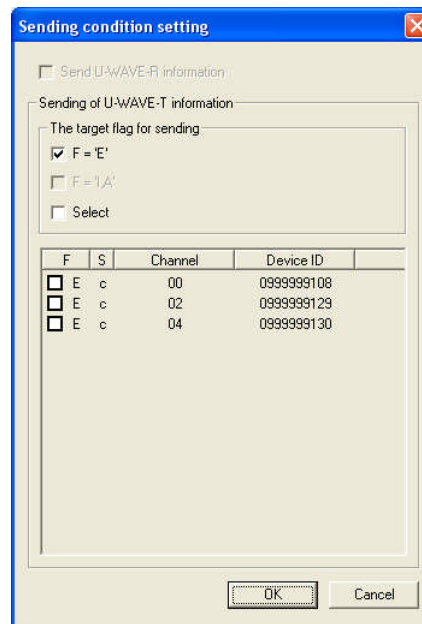 Sending condition setting
Send U-WAVE-R information
Sending of U-WAVE-T information
The target flag for sending
F = 'E'
F = 'I,A'
Select
F S Channel Device ID
E c 00 0999999108
E c 02 0999999129
E c 04 0999999130
OK Cancel